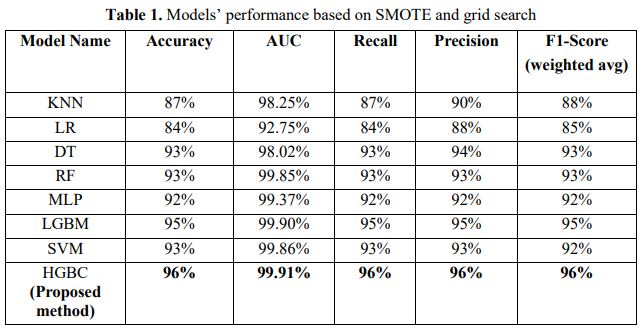 Table 1. Models' performance based on SMOTE and grid search
Model Name Accuracy AUC Recall Precision F1-Score
(weighted avg)
KNN 87% 98.25% 87% 90% 88%
LR 84% 92.75% 84% 88% 85%
DT 93% 98.02% 93% 94% 93%
RF 93% 99.85% 93% 93% 93%
MLP 92% 99.37% 92% 92% 92%
LGBM 95% 99.90% 95% 95% 95%
SVM 93% 99.86% 93% 93% 92%
HGBC 96% 99.91% 96% 96% 96%
(Proposed
method)